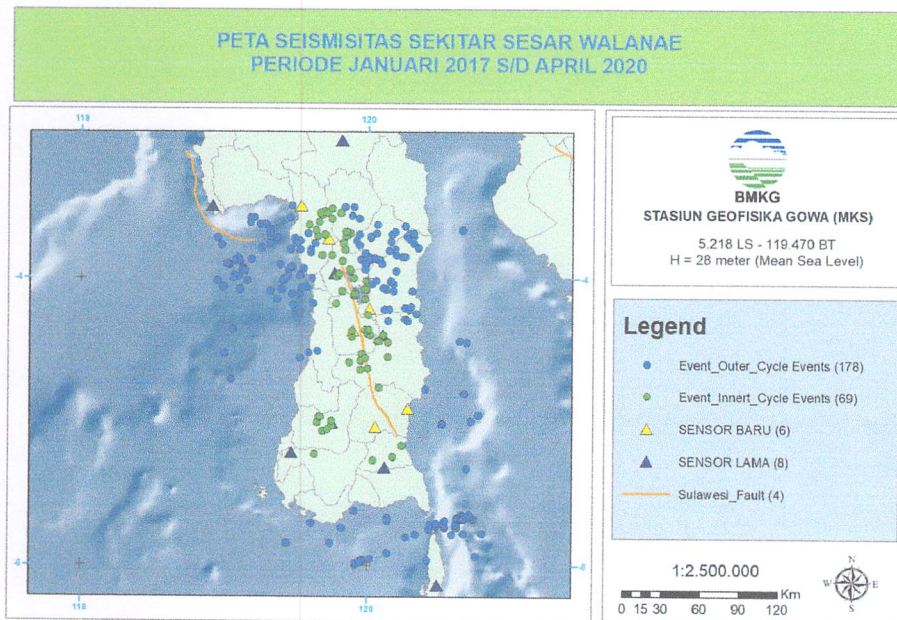 PETA SEISMISITAS SEKITAR SESAR WALANAE
PERIODE JANUARI 2017 S/D APRIL 2020
118
120
-4
-4
-6
-6
118
120
BMKG
STASIUN GEOFISIKA GOWA (MKS)
5.218 LS - 119.470 BT
H = 28 meter (Mean Sea Level)
Legend
Event_Outer_Cycle Events (178)
Event_Innert_Cycle Events (69)
SENSOR BARU (6)
SENSOR LAMA (8)
Sulawesi_Fault (4)
1:2.500.000
Km
0 15 30 60 90 120
N
W E
S